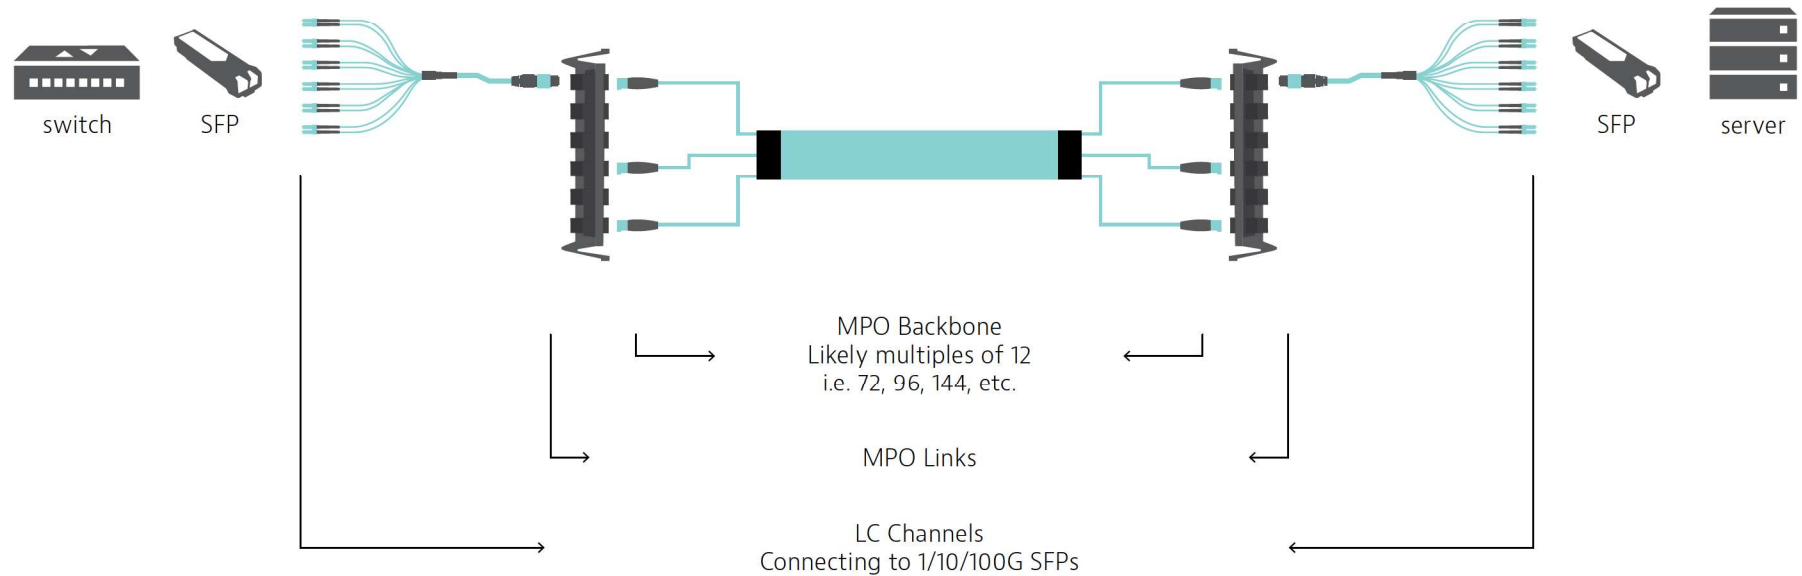 switch
SFP
SFP
server
MPO Backbone
Likely multiples of 12
i.e. 72, 96, 144, etc.
MPO Links
LC Channels
Connecting to 1/10/100G SFPs